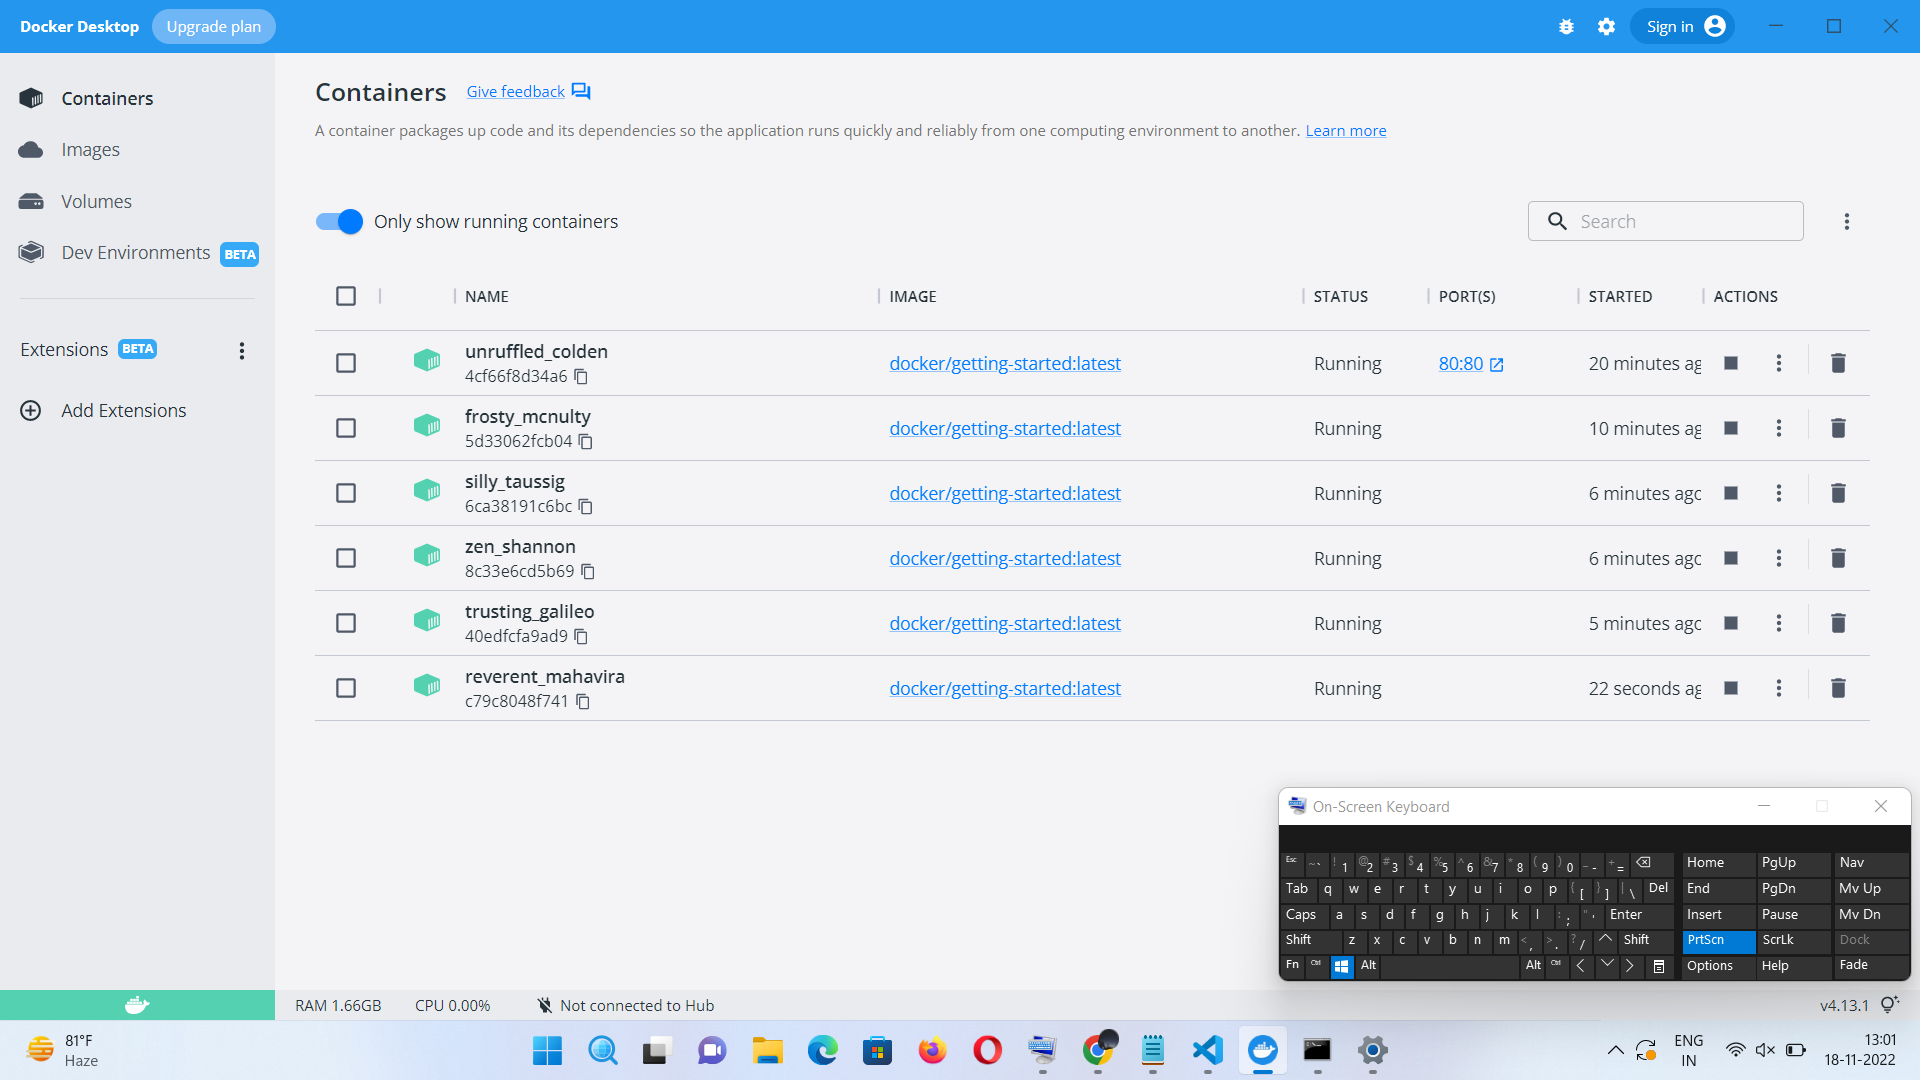 Docker Desktop Upgrade plan Sign in
Containers
Images
Volumes
Dev Environments BETA
Extensions BETA
Add Extensions
Containers Give feedback
A container packages up code and its dependencies so the application runs quickly and reliably from one computing environment to another. Learn more
Only show running containers Search
NAME IMAGE STATUS PORT(S) STARTED ACTIONS
unruffled_colden
4cf66f8d34a6 docker/getting-started:latest Running 80:80 20 minutes ag
frosty_mcnulty
5d33062fcb04 docker/getting-started:latest Running 10 minutes ag
silly_taussig
6ca38191c6bc docker/getting-started:latest Running 6 minutes agc
zen_shannon
8c33e6cd5b69 docker/getting-started:latest Running 6 minutes agc
trusting_galileo
40edfcfa9ad9 docker/getting-started:latest Running 5 minutes agc
reverent_mahavira
c79c8048f741 docker/getting-started:latest Running 22 seconds ag
On-Screen Keyboard
Esc ~ ` ! 1 @ 2 # 3 $ 4 % 5 ^ 6 & 7 * 8 ( 9 ) 0 _ - + = Home PgUp Nav
Tab q w e r t y u i o p { [ } ] | \ Del End PgDn Mv Up
Caps a s d f g h j k l : ; " ' Enter Insert Pause Mv Dn
Shift z x c v b n m < , > . ? / Shift PrtScn ScrLk Dock
Fn Ctrl Alt Alt Ctrl Options Help Fade
RAM 1.66GB CPU 0.00% Not connected to Hub v4.13.1
81°F
Haze
ENG
IN
13:01
18-11-2022